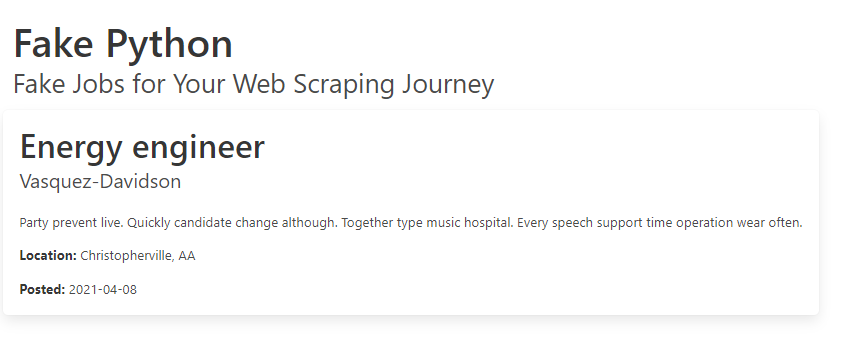 Fake Python
Fake Jobs for Your Web Scraping Journey
Energy engineer
Vasquez-Davidson
Party prevent live. Quickly candidate change although. Together type music hospital. Every speech support time operation wear often.
Location: Christopherville, AA
Posted: 2021-04-08